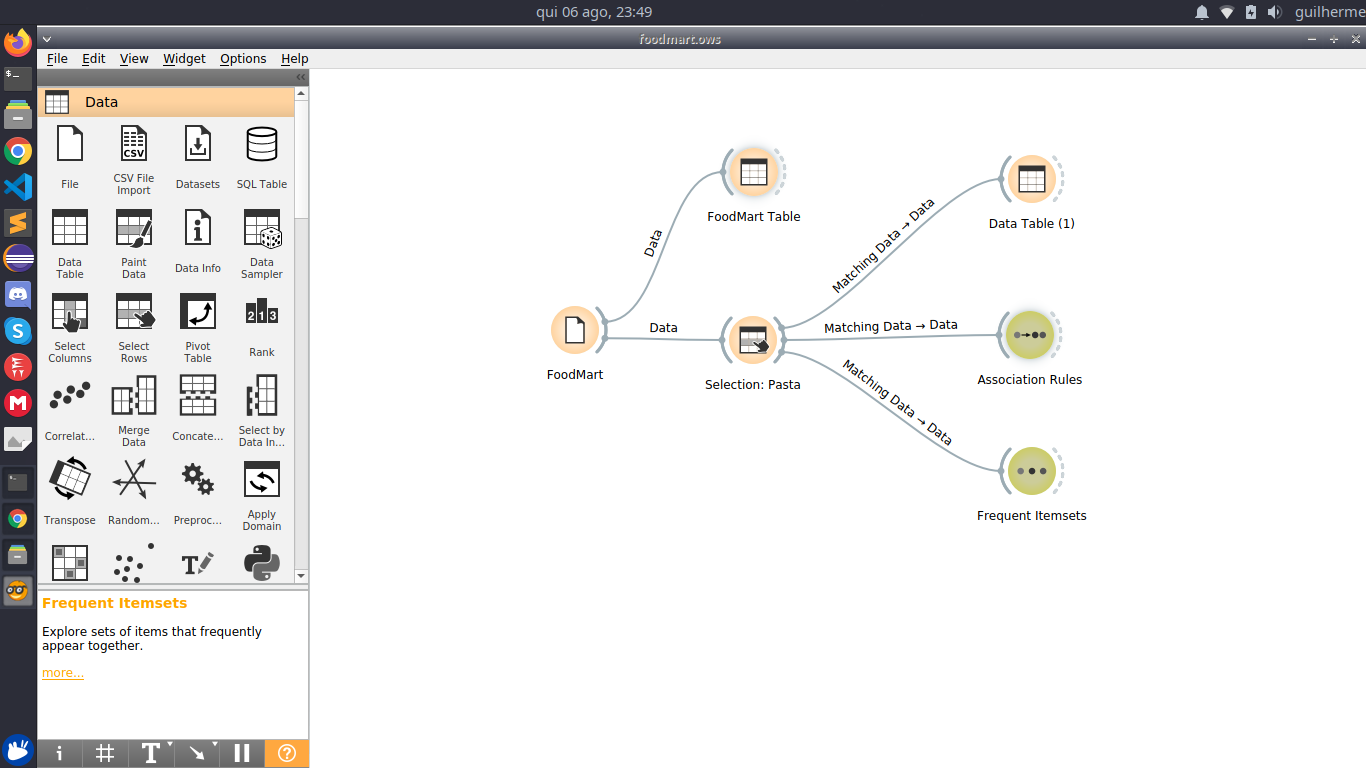 qui 06 ago, 23:49
guilherme
foodmart.ows
File Edit View Widget Options Help
Data
File
CSV File Import
Datasets
SQL Table
Data Table
Paint Data
Data Info
Data Sampler
Select Columns
Select Rows
Pivot Table
Rank
Correlat...
Merge Data
Concate...
Select by Data In...
Transpose
Random...
Preproc...
Apply Domain
Frequent Itemsets
Explore sets of items that frequently
appear together.
more...
FoodMart Table
Data
Data
FoodMart
Selection: Pasta
Matching Data → Data
Data Table (1)
Matching Data → Data
Association Rules
Matching Data → Data
Frequent Itemsets